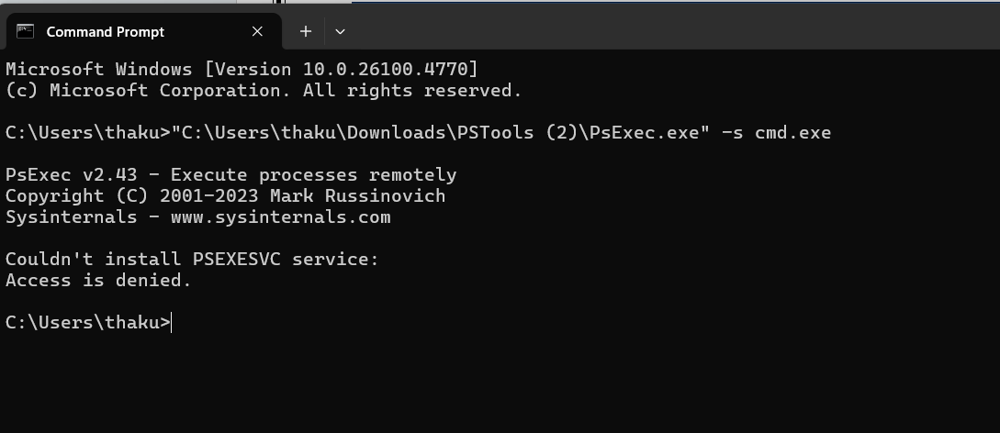 Command Prompt
Microsoft Windows [Version 10.0.26100.4770]
(c) Microsoft Corporation. All rights reserved.
C:\Users\thaku>"C:\Users\thaku\Downloads\PSTools (2)\PsExec.exe" -s cmd.exe
PsExec v2.43 - Execute processes remotely
Copyright (C) 2001-2023 Mark Russinovich
Sysinternals - www.sysinternals.com
Couldn't install PSEXESVC service:
Access is denied.
C:\Users\thaku>